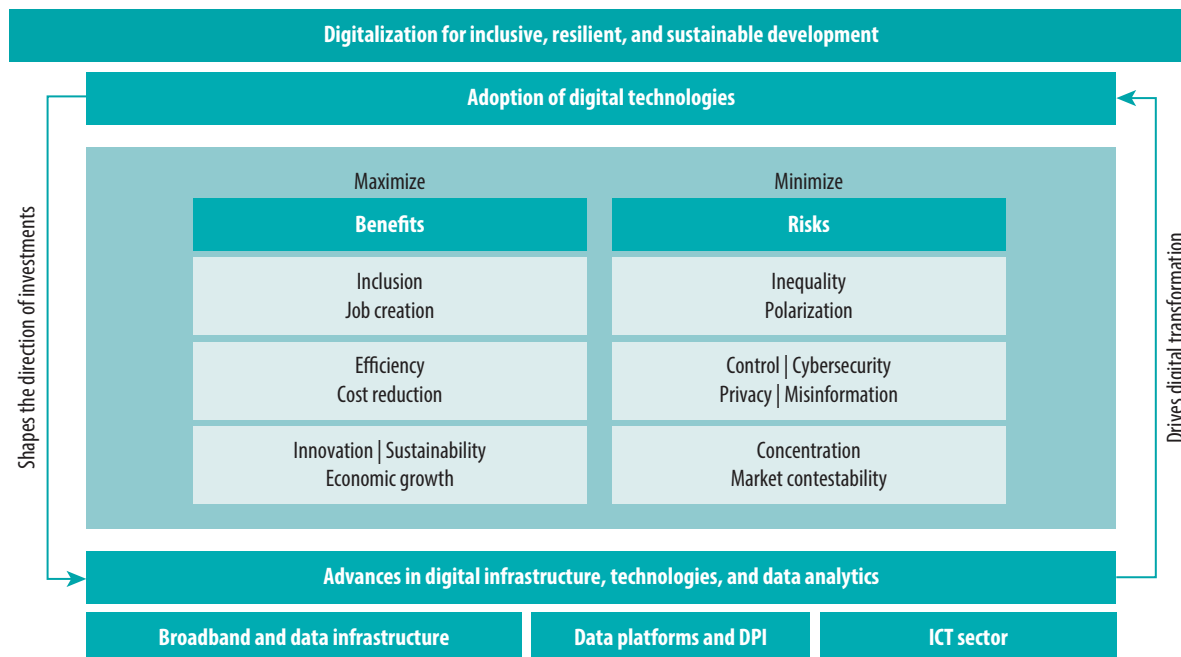 Digitalization for inclusive, resilient, and sustainable development
Adoption of digital technologies
Shapes the direction of investments
Maximize
Benefits
Inclusion
Job creation
Efficiency
Cost reduction
Innovation | Sustainability
Economic growth
Minimize
Risks
Inequality
Polarization
Control | Cybersecurity
Privacy | Misinformation
Concentration
Market contestability
Drives digital transformation
Advances in digital infrastructure, technologies, and data analytics
Broadband and data infrastructure
Data platforms and DPI
ICT sector